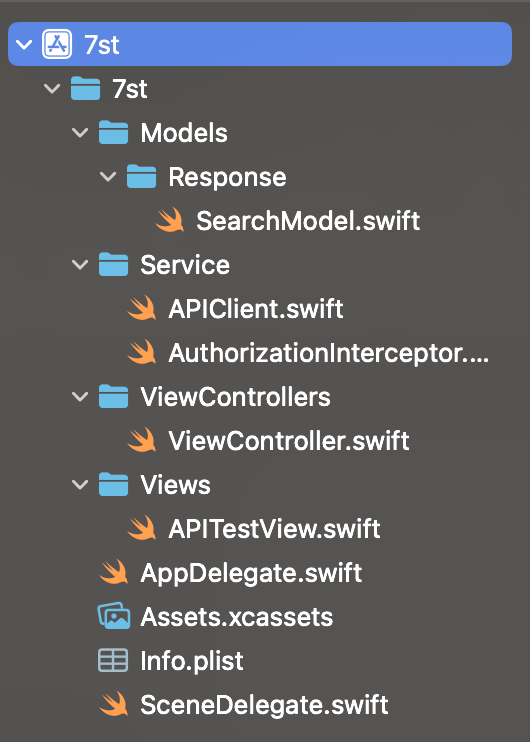 7st
7st
Models
Response
SearchModel.swift
Service
APIClient.swift
AuthorizationInterceptor....
ViewControllers
ViewController.swift
Views
APITestView.swift
AppDelegate.swift
Assets.xcassets
Info.plist
SceneDelegate.swift